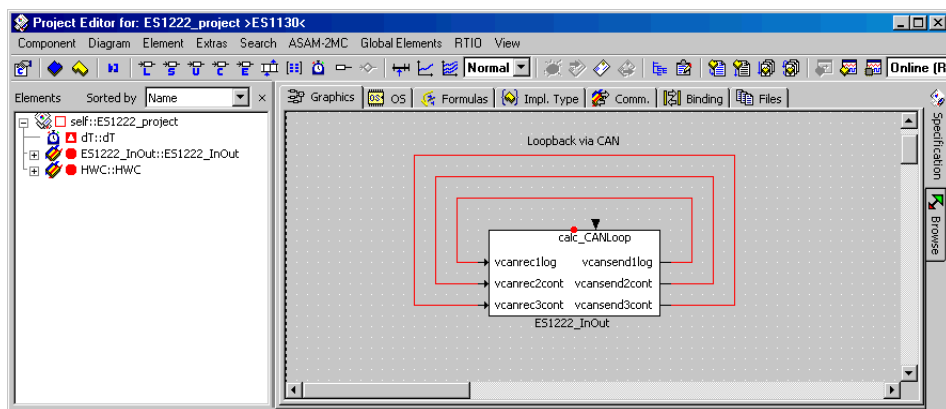 Project Editor for: ES1222_project >ES1130<
Component Diagram Element Extras Search ASAM-2MC Global Elements RTIO View
Normal Online (R
Elements Sorted by Name
Graphics OS Formulas Impl. Type Comm. Binding Files
self::ES1222_project
dT::dT
ES1222_InOut::ES1222_InOut
HWC::HWC
Loopback via CAN
calc_CANLoop
vcanrec1log vcansend1log
vcanrec2cont vcansend2cont
vcanrec3cont vcansend3cont
ES1222_InOut
Specification
Browse